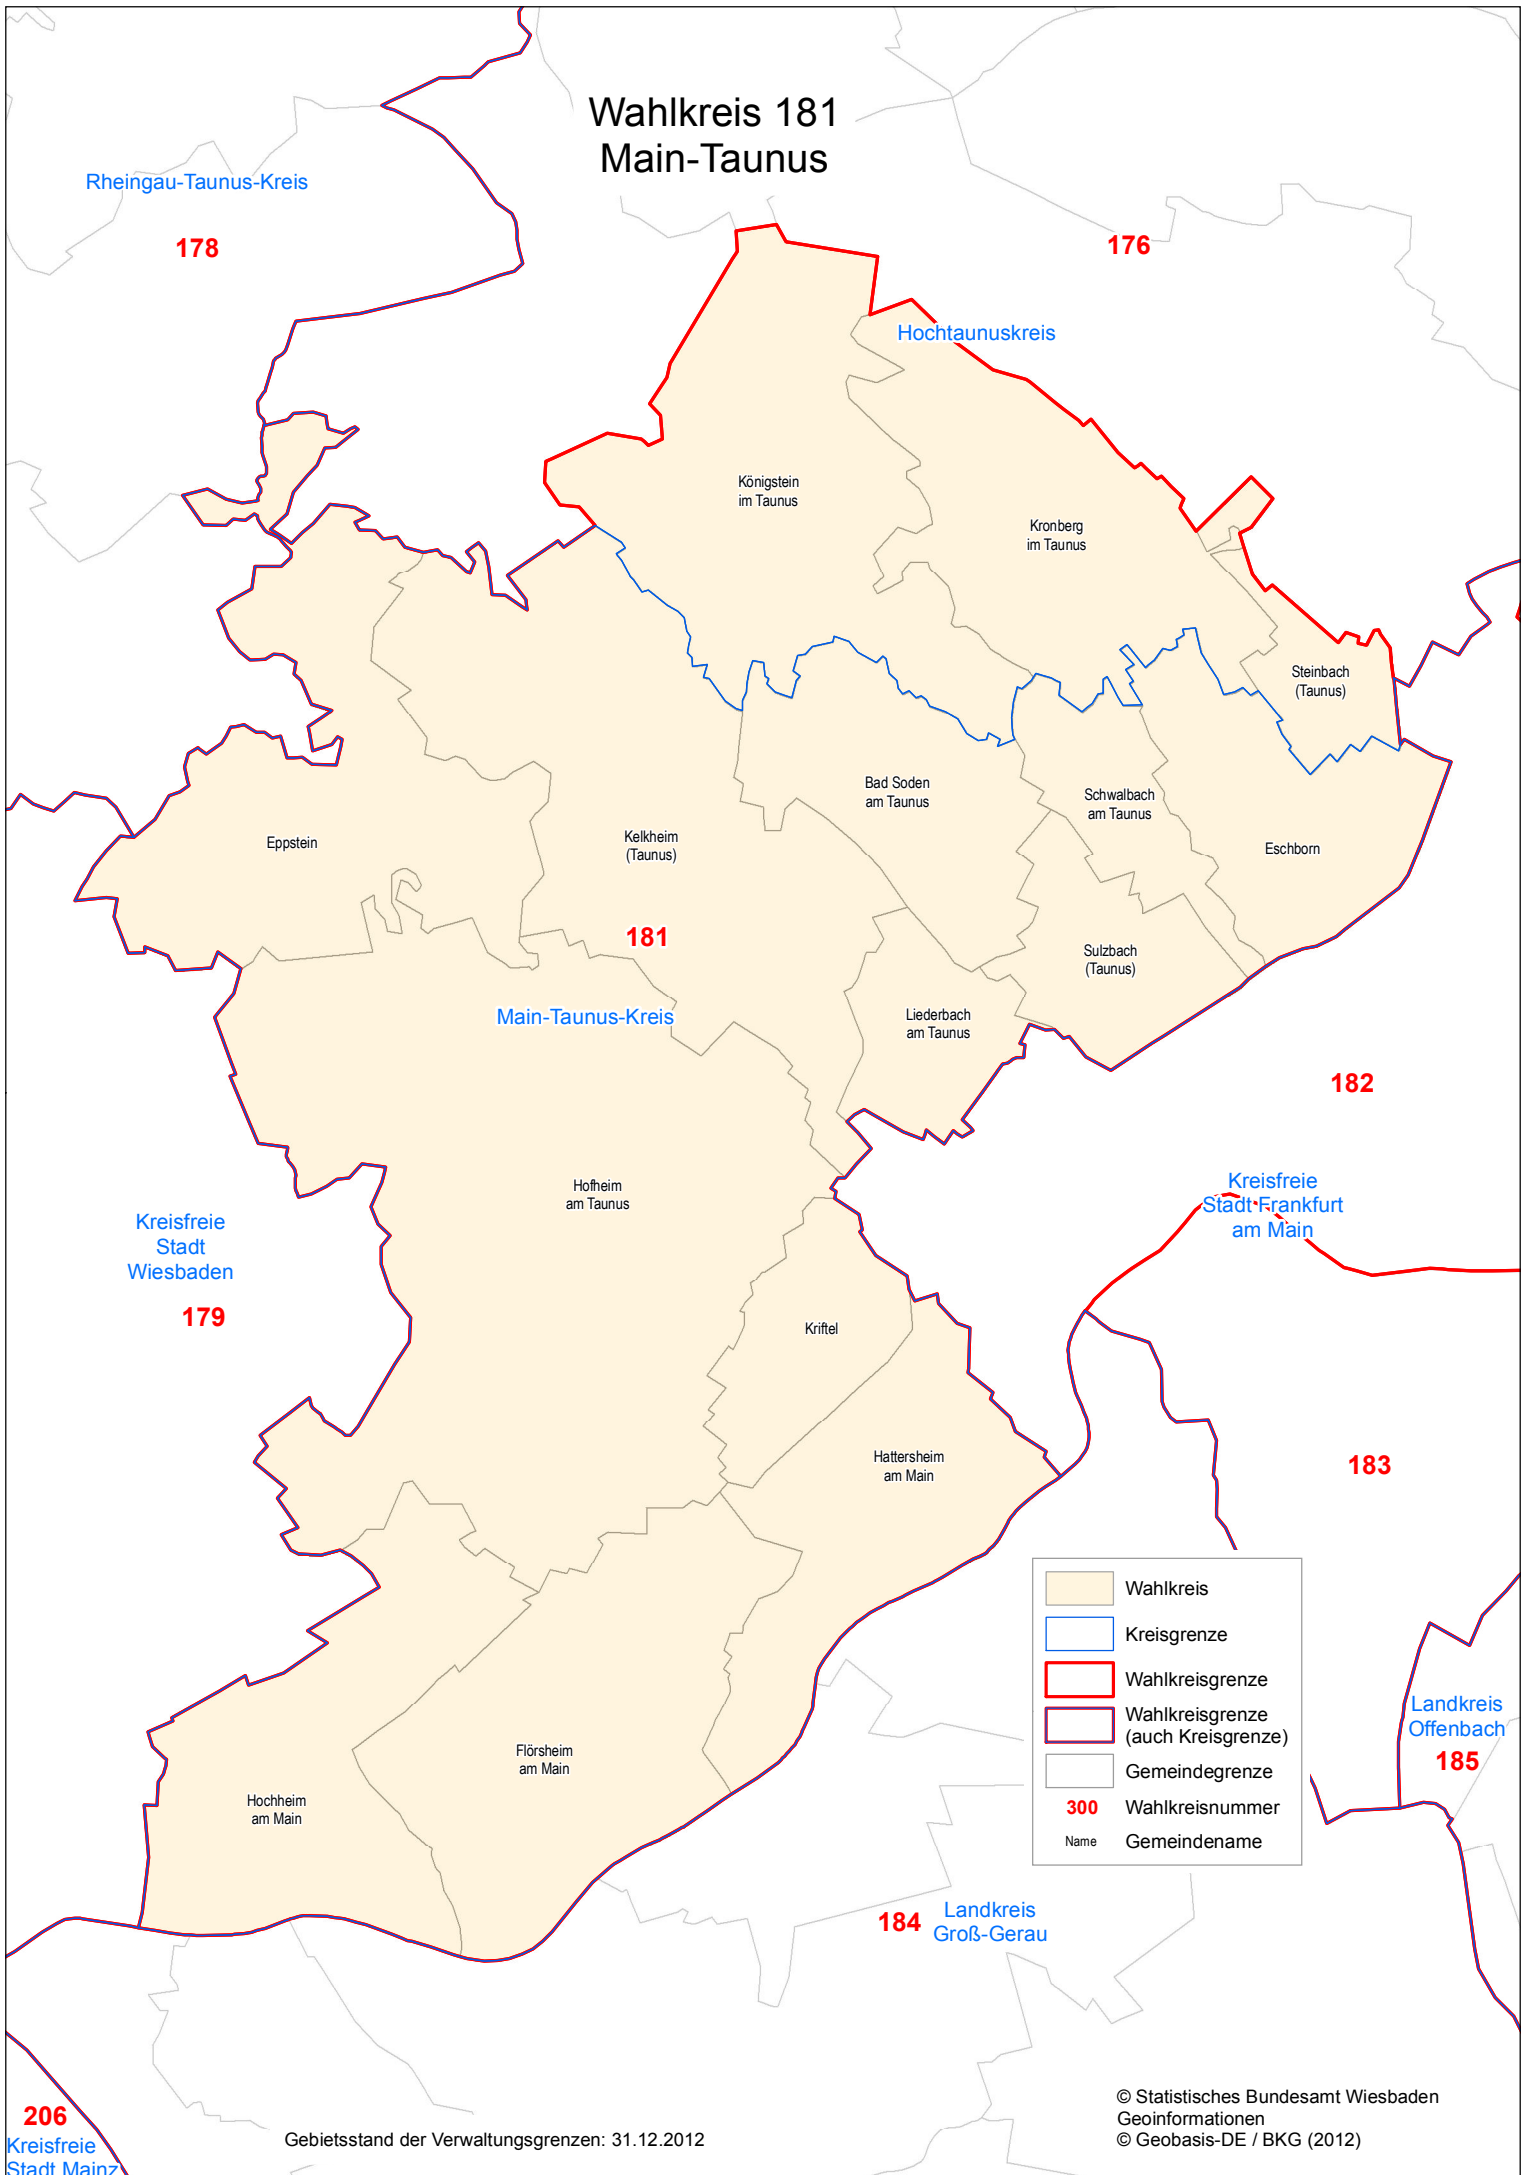 Wahlkreis 181
Main-Taunus
Rheingau-Taunus-Kreis
178
176
Hochtaunuskreis
Königstein
im Taunus
Kronberg
im Taunus
Steinbach
(Taunus)
Bad Soden
am Taunus
Schwalbach
am Taunus
Eppstein
Kelkheim
(Taunus)
Eschborn
181
Sulzbach
(Taunus)
Main-Taunus-Kreis
Liederbach
am Taunus
182
Hofheim
am Taunus
Kreisfreie
Stadt Frankfurt
am Main
Kreisfreie
Stadt
Wiesbaden
179
Kriftel
Hattersheim
am Main
183
Wahlkreis
Kreisgrenze
Wahlkreisgrenze
Wahlkreisgrenze
(auch Kreisgrenze)
Gemeindegrenze
300 Wahlkreisnummer
Name Gemeindename
Landkreis
Offenbach
185
Flörsheim
am Main
Hochheim
am Main
184
Landkreis
Groß-Gerau
206
Kreisfreie
Stadt Mainz
Gebietsstand der Verwaltungsgrenzen: 31.12.2012
© Statistisches Bundesamt Wiesbaden
Geoinformationen
© Geobasis-DE / BKG (2012)